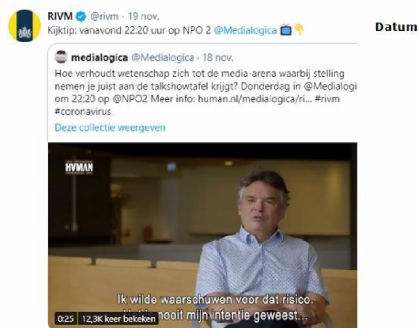 RIVM @rivm · 19 nov.
Kijktip: vanavond 22:20 uur op NPO 2 @Medialogica
Datum
medialogica @Medialogica · 18 nov.
Hoe verhoudt wetenschap zich tot de media-arena waarbij stelling
nemen je juist aan de talkshowtafel krijgt? Donderdag in @Medialogi
om 22:20 op @NPO2 Meer info: human.nl/medialogica/ri... #rivm
#coronavirus
Deze collectie weergeven
HVMAN
Ik wilde waarschuwen voor dat risico.
nooit mijn intentie geweest...
0:25 12,3K keer bekeken